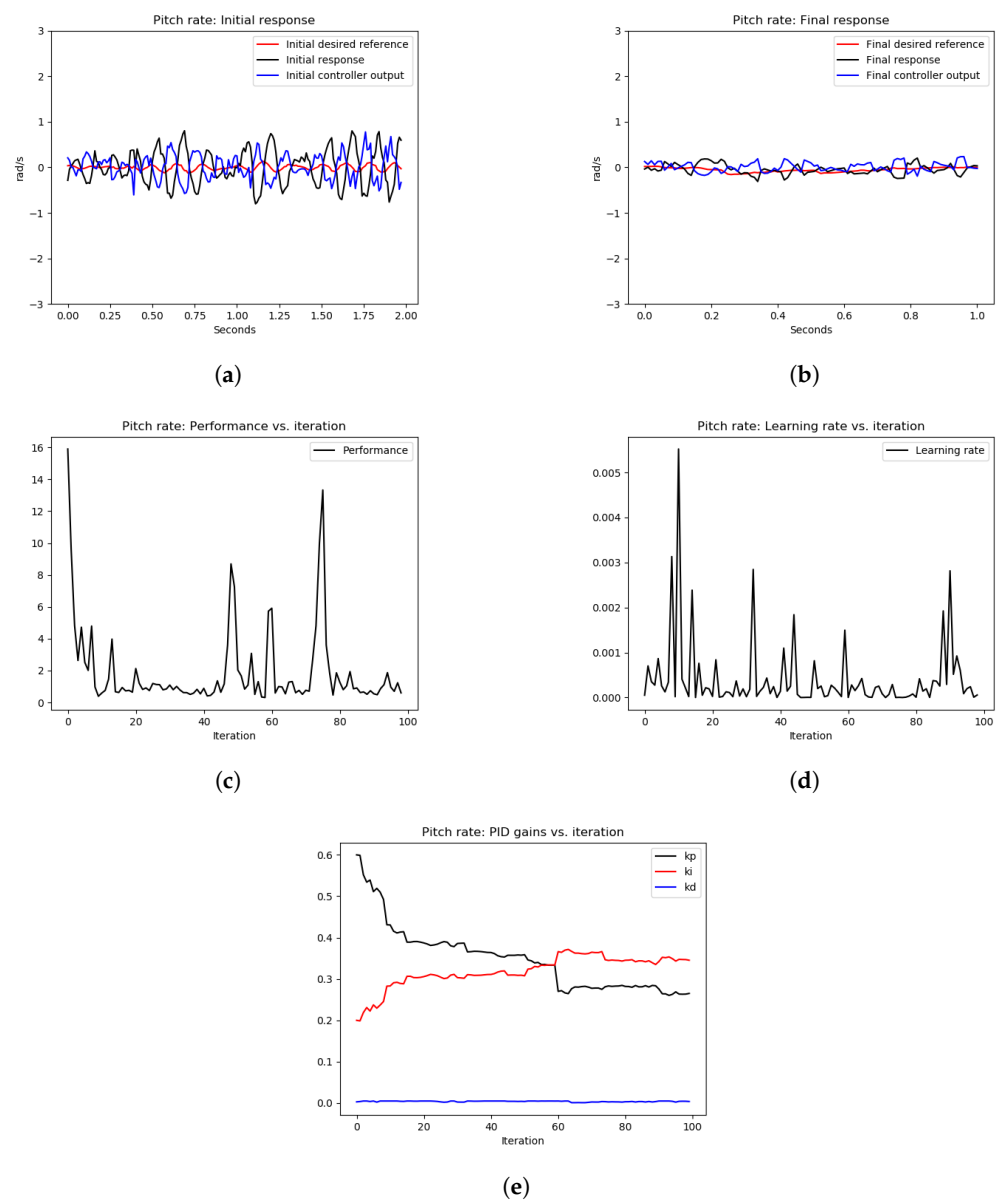 Pitch rate: Initial response
3
2
1
0
−1
−2
−3
rad/s
Initial desired reference
Initial response
Initial controller output
0.00 0.25 0.50 0.75 1.00 1.25 1.50 1.75 2.00
Seconds
(a)
Pitch rate: Final response
3
2
1
0
−1
−2
−3
rad/s
Final desired reference
Final response
Final controller output
0.0 0.2 0.4 0.6 0.8 1.0
Seconds
(b)
Pitch rate: Performance vs. iteration
16
14
12
10
8
6
4
2
0
Performance
0 20 40 60 80 100
Iteration
(c)
Pitch rate: Learning rate vs. iteration
0.005
0.004
0.003
0.002
0.001
0.000
Learning rate
0 20 40 60 80 100
Iteration
(d)
Pitch rate: PID gains vs. iteration
0.6
0.5
0.4
0.3
0.2
0.1
0.0
kp
ki
kd
0 20 40 60 80 100
Iteration
(e)